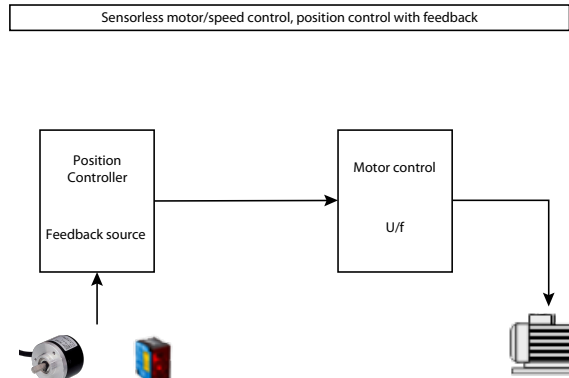 Sensorless motor/speed control, position control with feedback
Position
Controller
Motor control
Feedback source
U/f